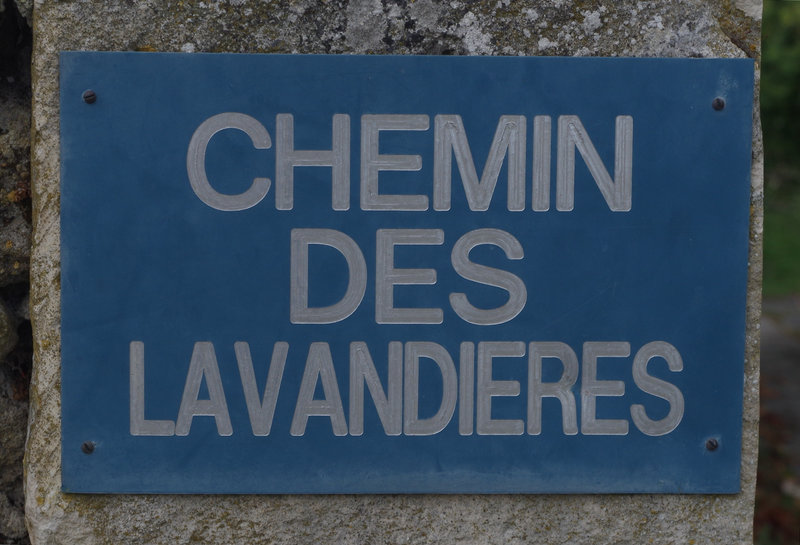 CHEMIN
DES
LAVANDIERES